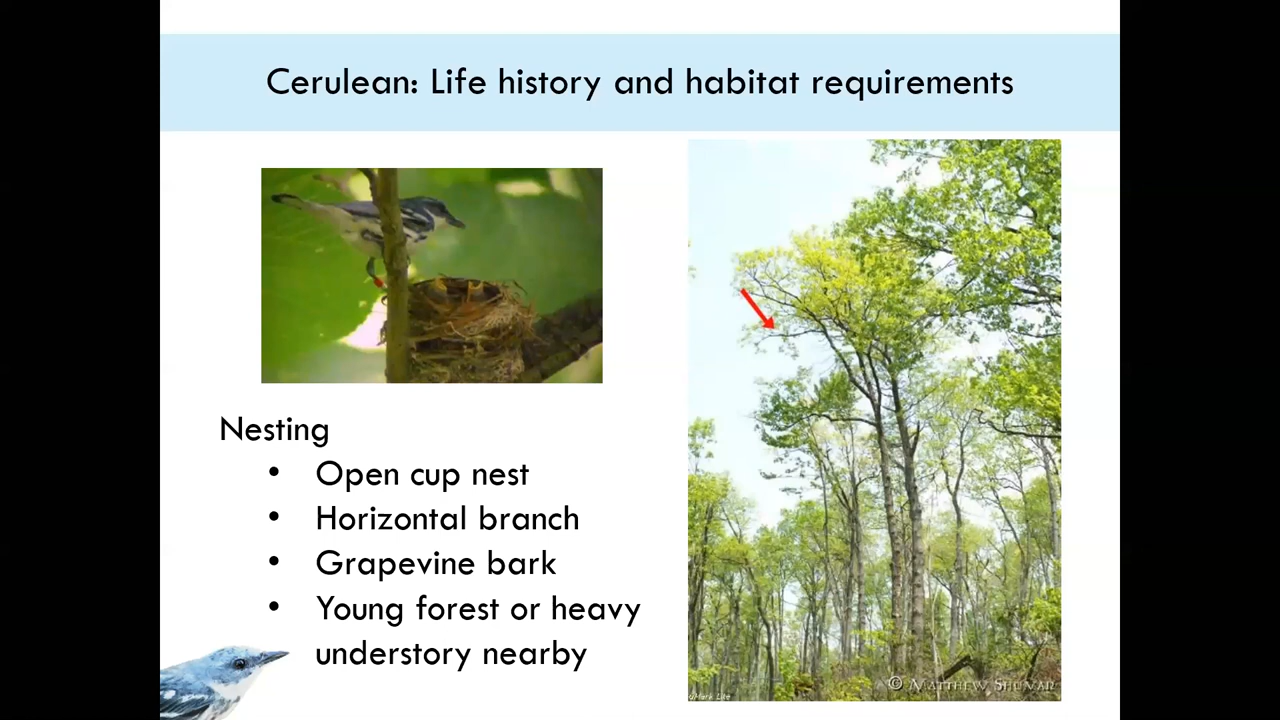 Cerulean: Life history and habitat requirements
Nesting
• Open cup nest
• Horizontal branch
• Grapevine bark
• Young forest or heavy
understory nearby
© Matthew Shumar